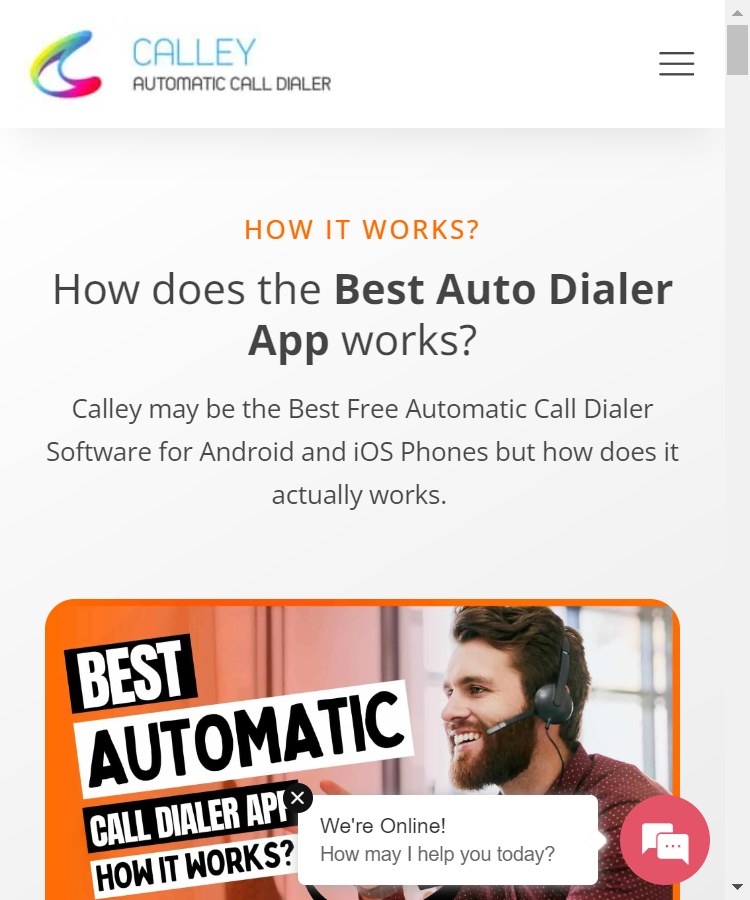 CALLEY
AUTOMATIC CALL DIALER
HOW IT WORKS?
How does the Best Auto Dialer
App works?
Calley may be the Best Free Automatic Call Dialer
Software for Android and iOS Phones but how does it
actually works.
BEST
AUTOMATIC
CALL DIALER APP
HOW IT WORKS?
We're Online!
How may I help you today?